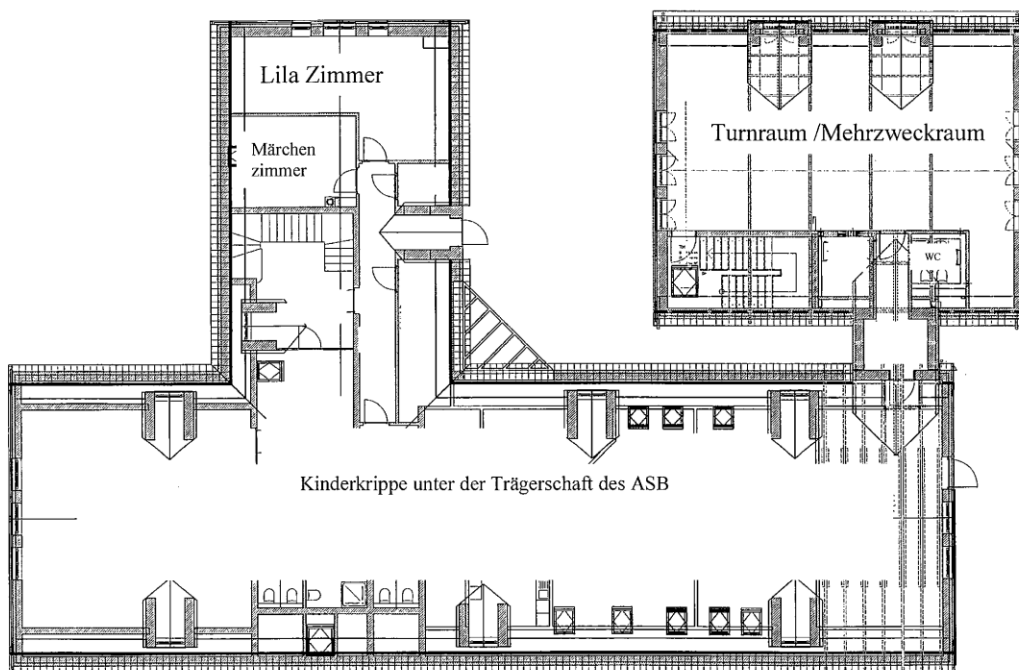 Lila Zimmer
Turnraum /Mehrzweckraum
Märchen
zimmer
WC
Kinderkrippe unter der Trägerschaft des ASB